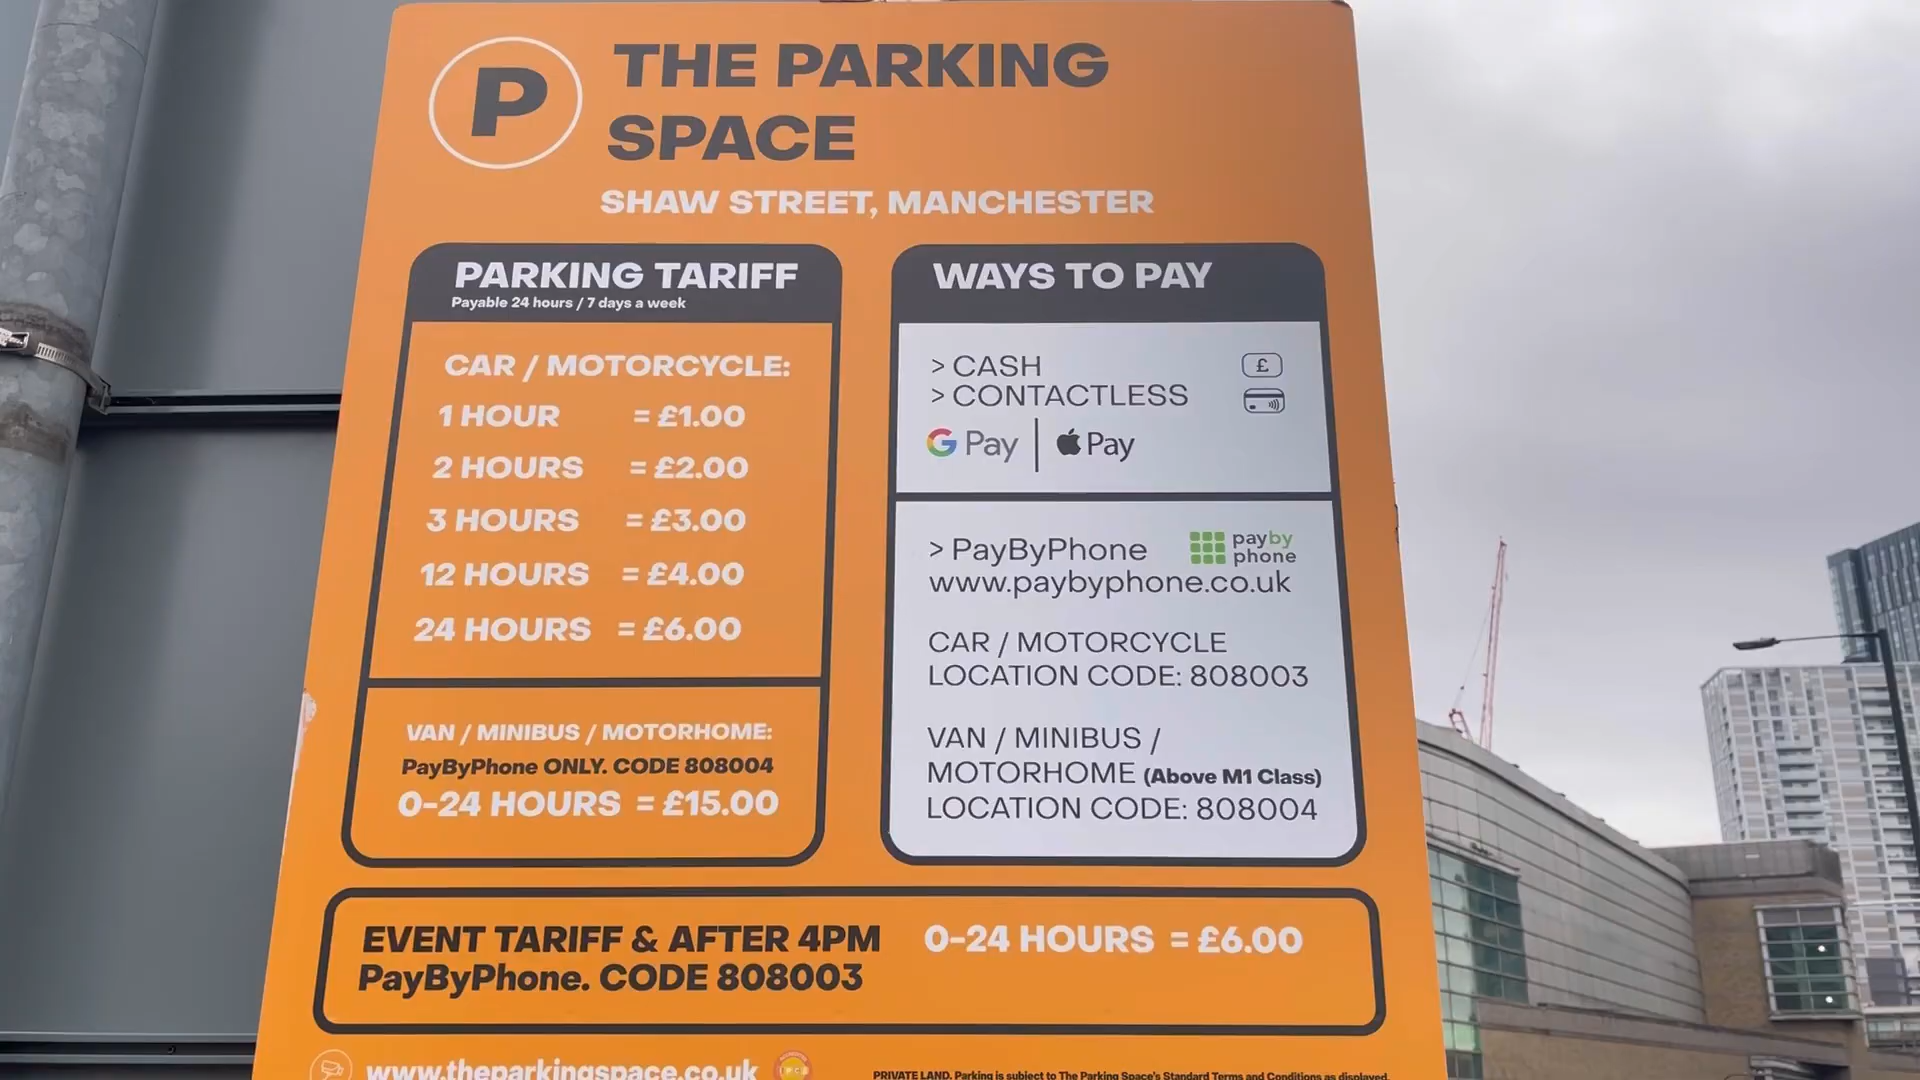 P
THE PARKING
SPACE
SHAW STREET, MANCHESTER
PARKING TARIFF
Payable 24 hours / 7 days a week
CAR / MOTORCYCLE:
1 HOUR = £1.00
2 HOURS = £2.00
3 HOURS = £3.00
12 HOURS = £4.00
24 HOURS = £6.00
VAN / MINIBUS / MOTORHOME:
PayByPhone ONLY. CODE 808004
0-24 HOURS = £15.00
WAYS TO PAY
> CASH £
> CONTACTLESS
G Pay | Pay
> PayByPhone
pay by
phone
www.paybyphone.co.uk
CAR / MOTORCYCLE
LOCATION CODE: 808003
VAN / MINIBUS /
MOTORHOME (Above M1 Class)
LOCATION CODE: 808004
EVENT TARIFF & AFTER 4PM 0-24 HOURS = £6.00
PayByPhone. CODE 808003
www.theparkingspace.co.uk
PRIVATE LAND. Parking is subject to The Parking Space's Standard Terms and Conditions as displayed.